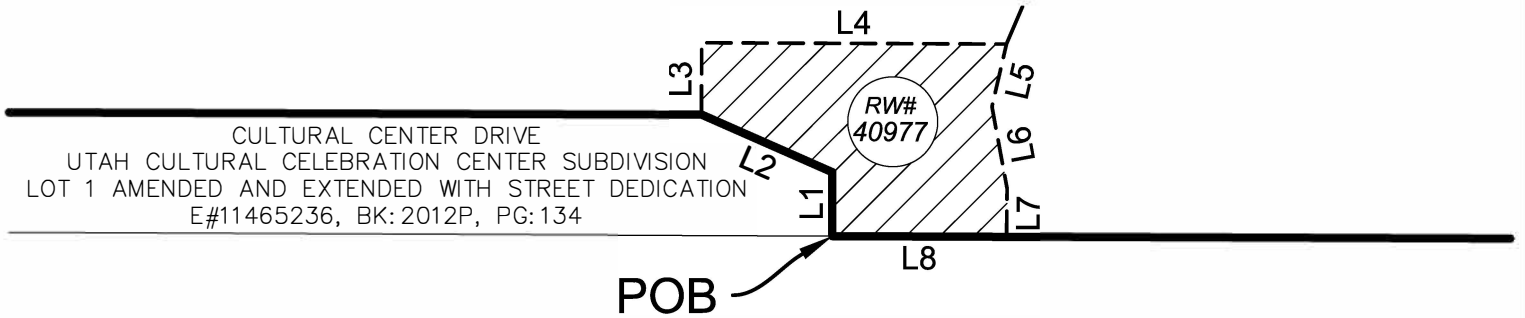 L4
L3
L5
RW#
40977
CULTURAL CENTER DRIVE
UTAH CULTURAL CELEBRATION CENTER SUBDIVISION
LOT 1 AMENDED AND EXTENDED WITH STREET DEDICATION
E#11465236, BK:2012P, PG:134
L2
L6
L1
L7
L8
POB